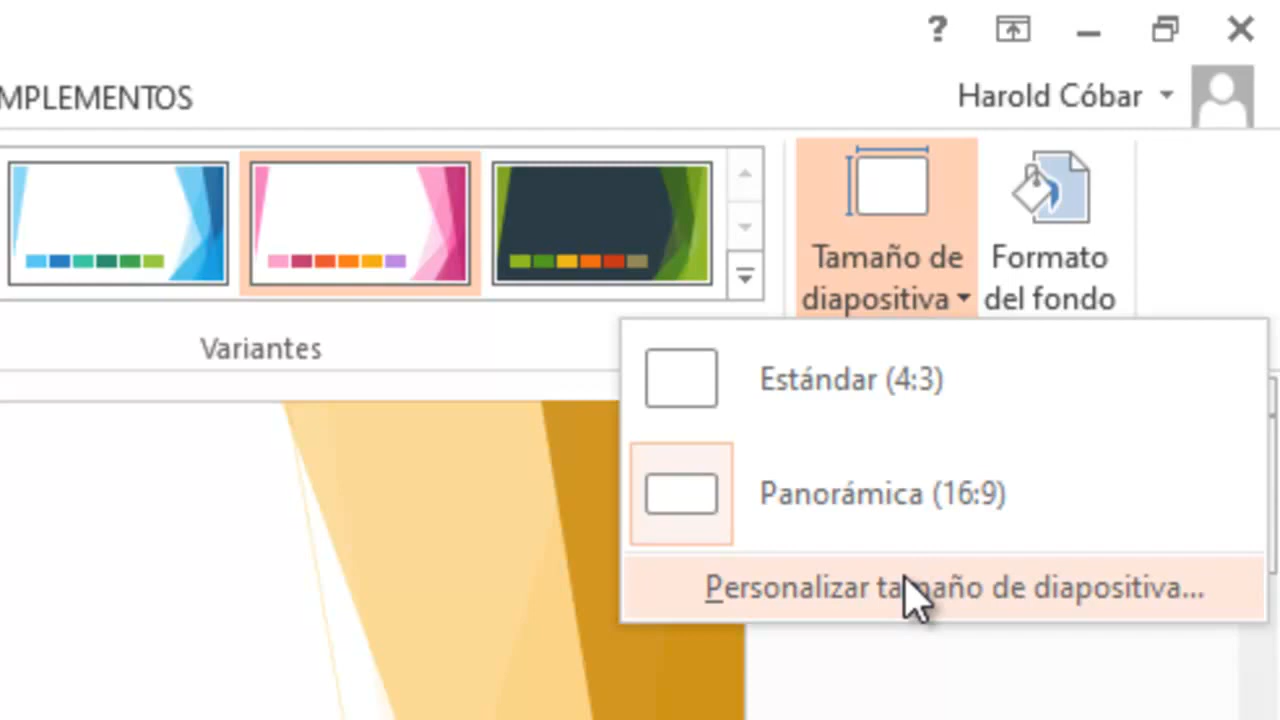 ?
MPLEMENTOS
Harold Cóbar
Tamaño de
diapositiva
Formato
del fondo
Variantes
Estándar (4:3)
Panorámica (16:9)
Personalizar tamaño de diapositiva...